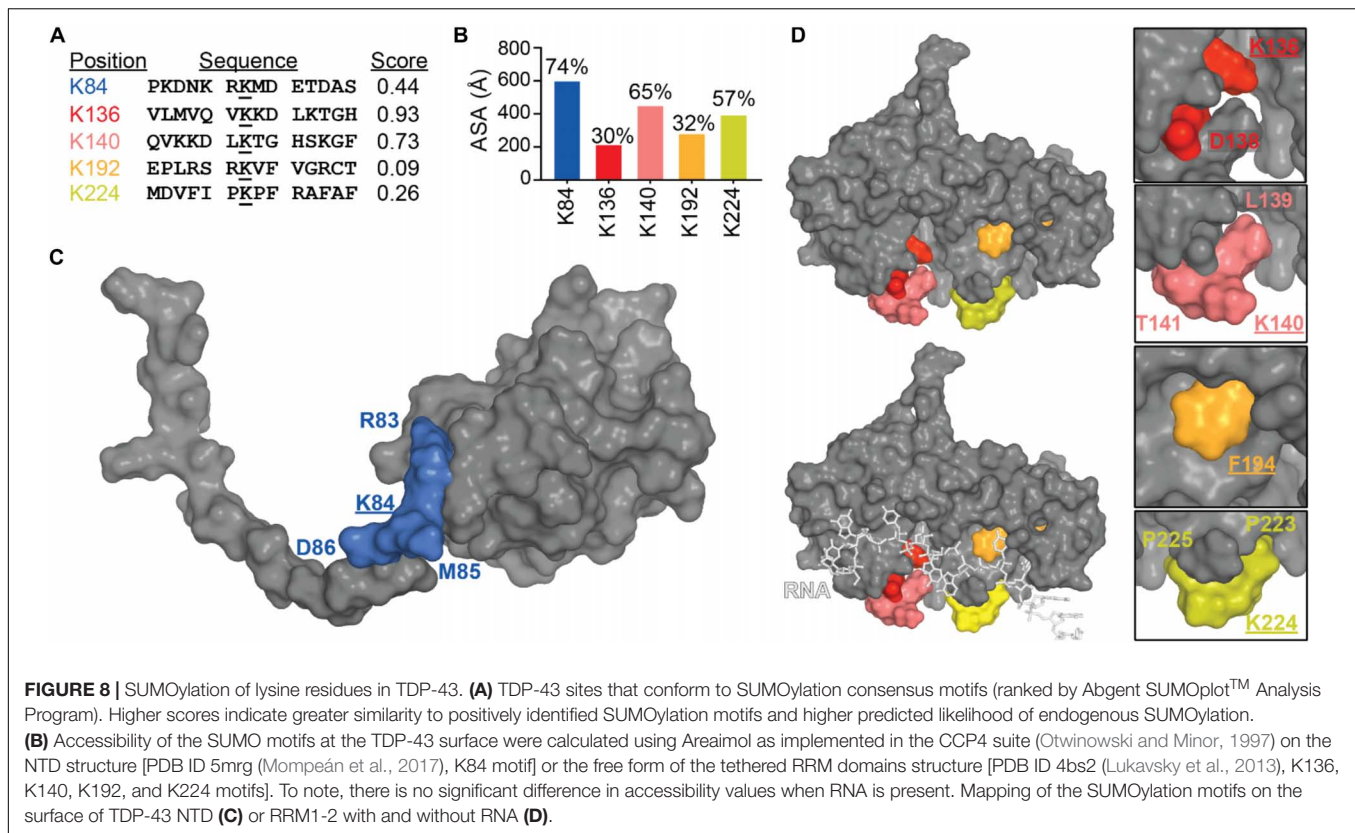 A
Position Sequence Score
K84 PKDNK RKMD ETDAS 0.44
K136 VLMVQ VKKD LKTGH 0.93
K140 QVKKD LKTG HSKGF 0.73
K192 EPLRS RKVF VGRCT 0.09
K224 MDVFI PKPF RAFAF 0.26
B
ASA (Å)
800
600
400
200
0
74%
30%
65%
32%
57%
K84
K136
K140
K192
K224
C
R83
K84
D86
M85
D
RNA
K136
D138
L139
T141
K140
F194
P225
P223
K224
FIGURE 8 | SUMOylation of lysine residues in TDP-43. (A) TDP-43 sites that conform to SUMOylation consensus motifs (ranked by Abgent SUMOplot™ Analysis
Program). Higher scores indicate greater similarity to positively identified SUMOylation motifs and higher predicted likelihood of endogenous SUMOylation.
(B) Accessibility of the SUMO motifs at the TDP-43 surface were calculated using Areaimol as implemented in the CCP4 suite (Otwinowski and Minor, 1997) on the
NTD structure [PDB ID 5mrg (Mompeán et al., 2017), K84 motif] or the free form of the tethered RRM domains structure [PDB ID 4bs2 (Lukavsky et al., 2013), K136,
K140, K192, and K224 motifs]. To note, there is no significant difference in accessibility values when RNA is present. Mapping of the SUMOylation motifs on the
surface of TDP-43 NTD (C) or RRM1-2 with and without RNA (D).